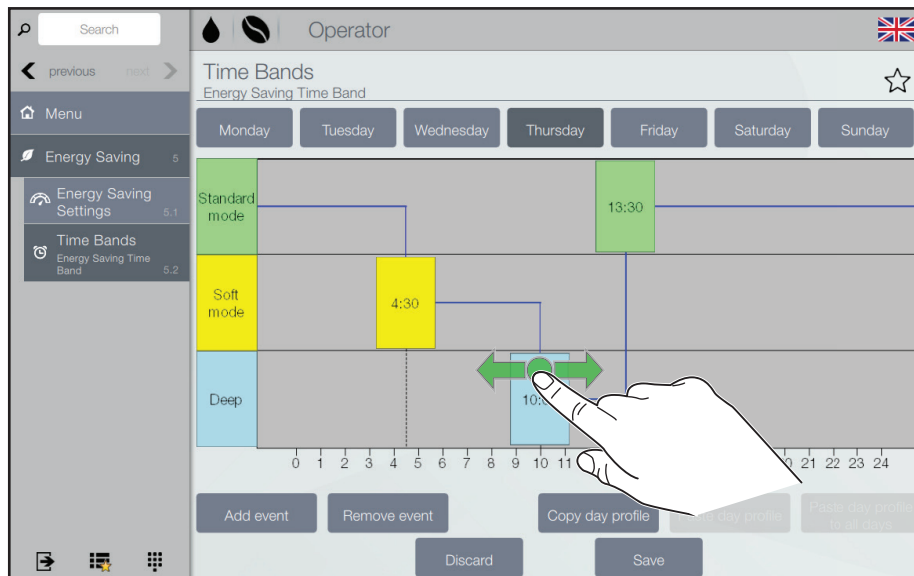 Search
Operator
previous next
Time Bands
Energy Saving Time Band
Menu
Monday Tuesday Wednesday Thursday Friday Saturday Sunday
Energy Saving 5
Energy Saving
Settings 5.1
Time Bands
Energy Saving Time
Band 5.2
Standard
mode
13:30
Soft
mode
4:30
Deep
0 1 2 3 4 5 6 7 8 9 10 11 21 22 23 24
Add event Remove event Copy day profile day profile Paste day profile
to all days
Discard Save